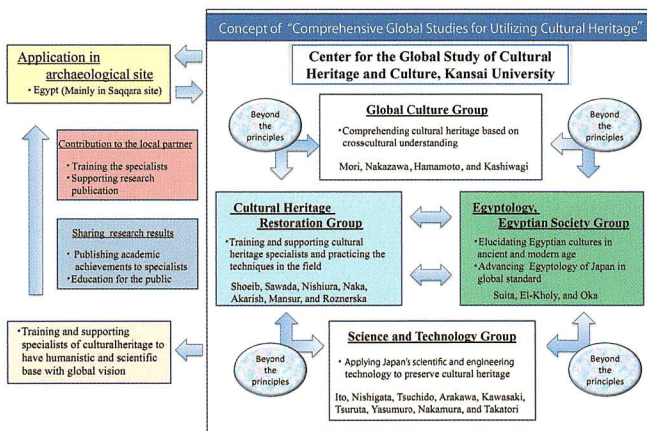 Concept of "Comprehensive Global Studies for Utilizing Cultural Heritage"
Application in
archaeological site
• Egypt (Mainly in Saqqara site)
Contribution to the local partner
• Training the specialists
• Supporting research
publication
Sharing research results
• Publishing academic
achievements to specialists
• Education for the public
• Training and supporting
specialists of culturalheritage to
have humanistic and scientific
base with global vision
Center for the Global Study of Cultural
Heritage and Culture, Kansai University
Beyond
the
principles
Global Culture Group
•Comprehending cultural heritage based on
crosscultural understanding
Mori, Nakazawa, Hamamoto, and Kashiwagi
Beyond
the
principles
Cultural Heritage
Restoration Group
•Training and supporting cultural
heritage specialists and practicing the
techniques in the field
Shoeib, Sawada, Nishiura, Naka,
Akarish, Mansur, and Roznerska
Egyptology,
Egyptian Society Group
•Elucidating Egyptian cultures in
ancient and modern age
•Advancing Egyptology of Japan in
global standard
Suita, El-Kholy, and Oka
Beyond
the
principles
Science and Technology Group
• Applying Japan's scientific and engineering
technology to preserve cultural heritage
Ito, Nishigata, Tsuchido, Arakawa, Kawasaki,
Tsuruta, Yasumuro, Nakamura, and Takatori
Beyond
the
principles